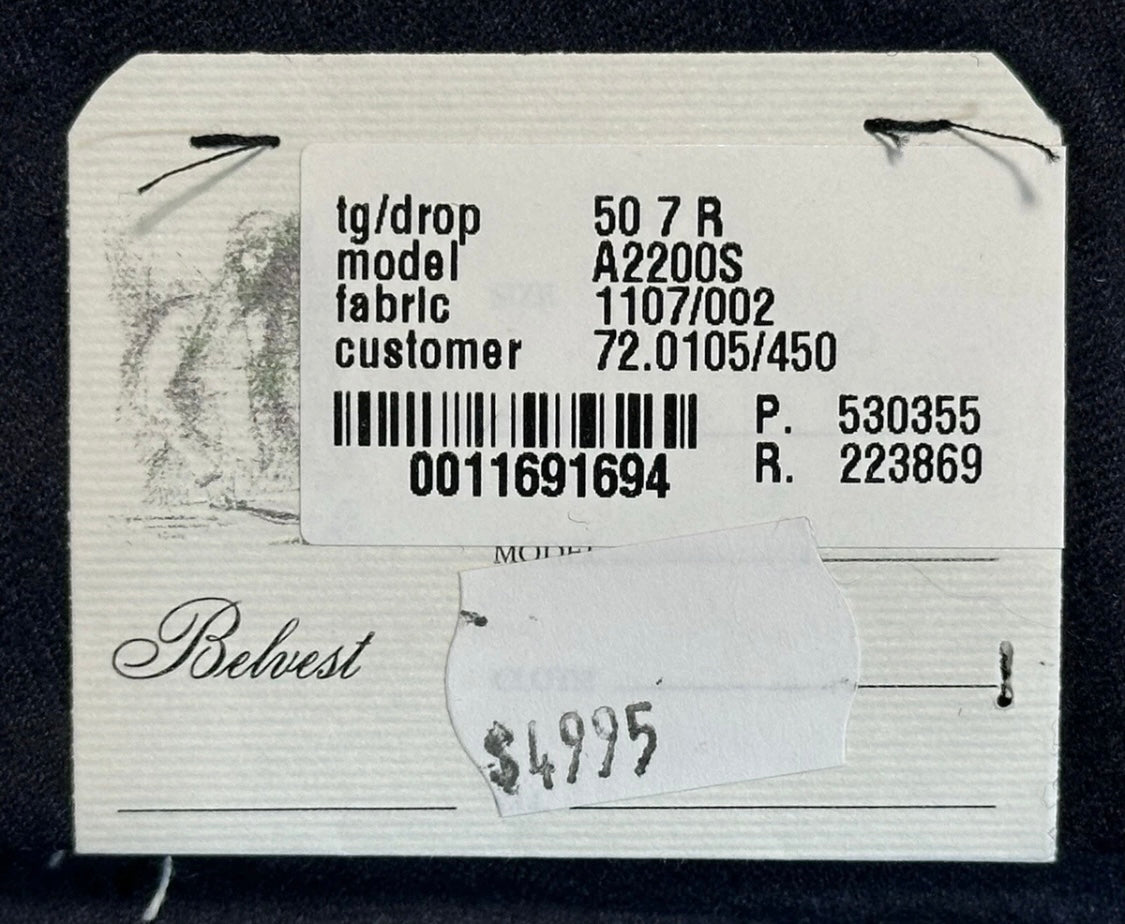 tg/drop 50 7 R
model A2200S
fabric 1107/002
customer 72.0105/450
P. 530355
0011691694 R. 223869
SIZE
MODEL
Belvest
CLOTH
$4995